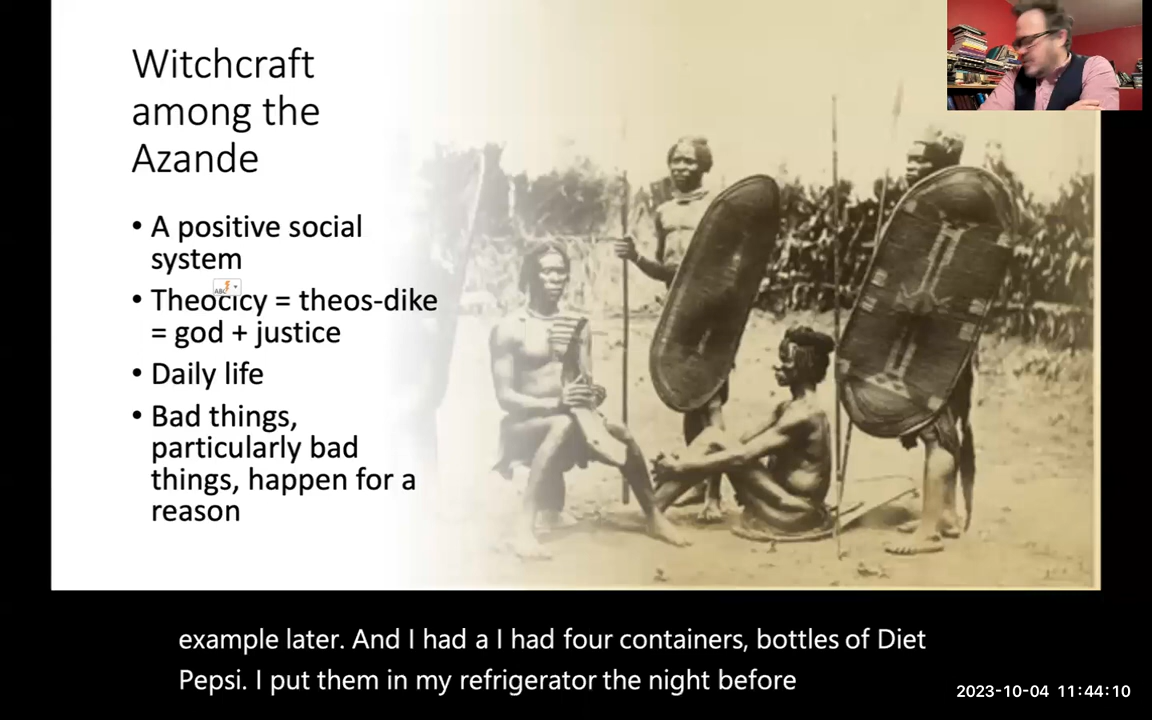 Witchcraft
among the
Azande
• A positive social
system
• Theocicy = theos-dike
= god + justice
• Daily life
• Bad things,
particularly bad
things, happen for a
reason
example later. And I had a I had four containers, bottles of Diet
Pepsi. I put them in my refrigerator the night before
2023-10-04 11:44:10